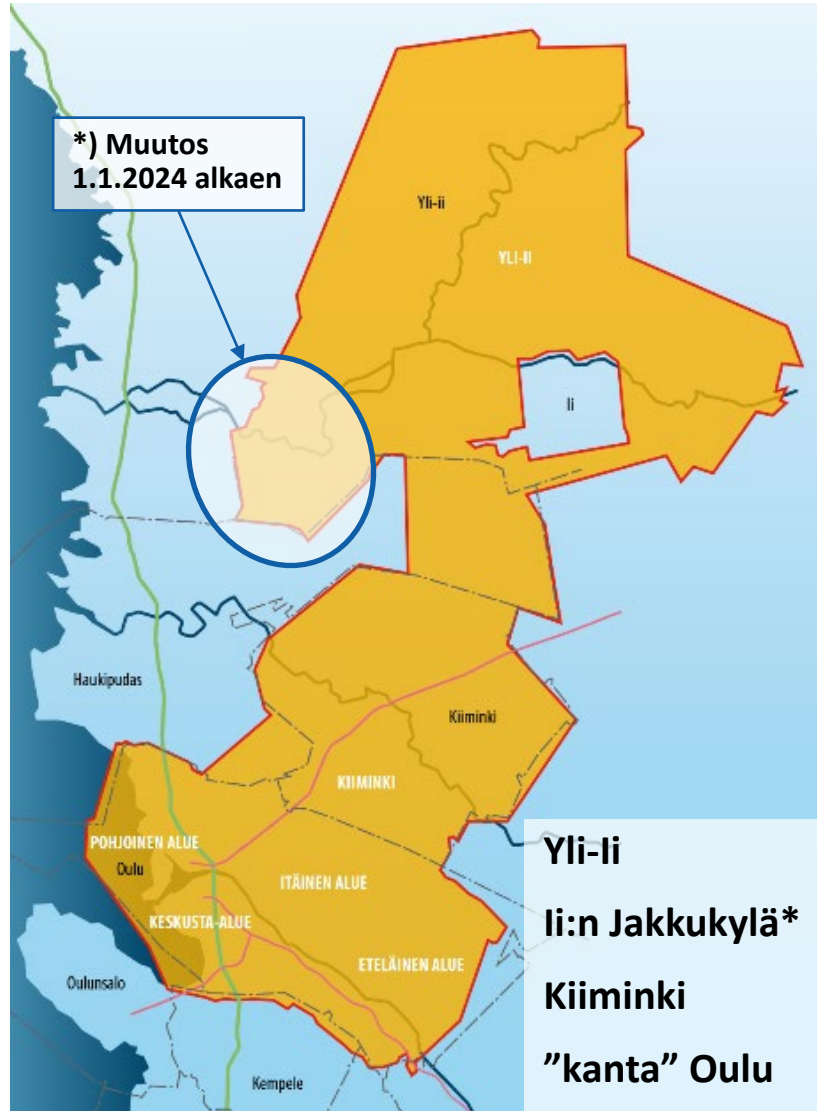 *) Muutos
1.1.2024 alkaen
Yli-ii
YLI-II
Ii
Haukipudas
Kiiminki
KIIMINKI
POHJOINEN ALUE
Oulu
ITÄINEN ALUE
KESKUSTA-ALUE
ETELÄINEN ALUE
Oulunsalo
Kempele
Yli-Ii
Ii:n Jakkukylä*
Kiiminki
”kanta” Oulu